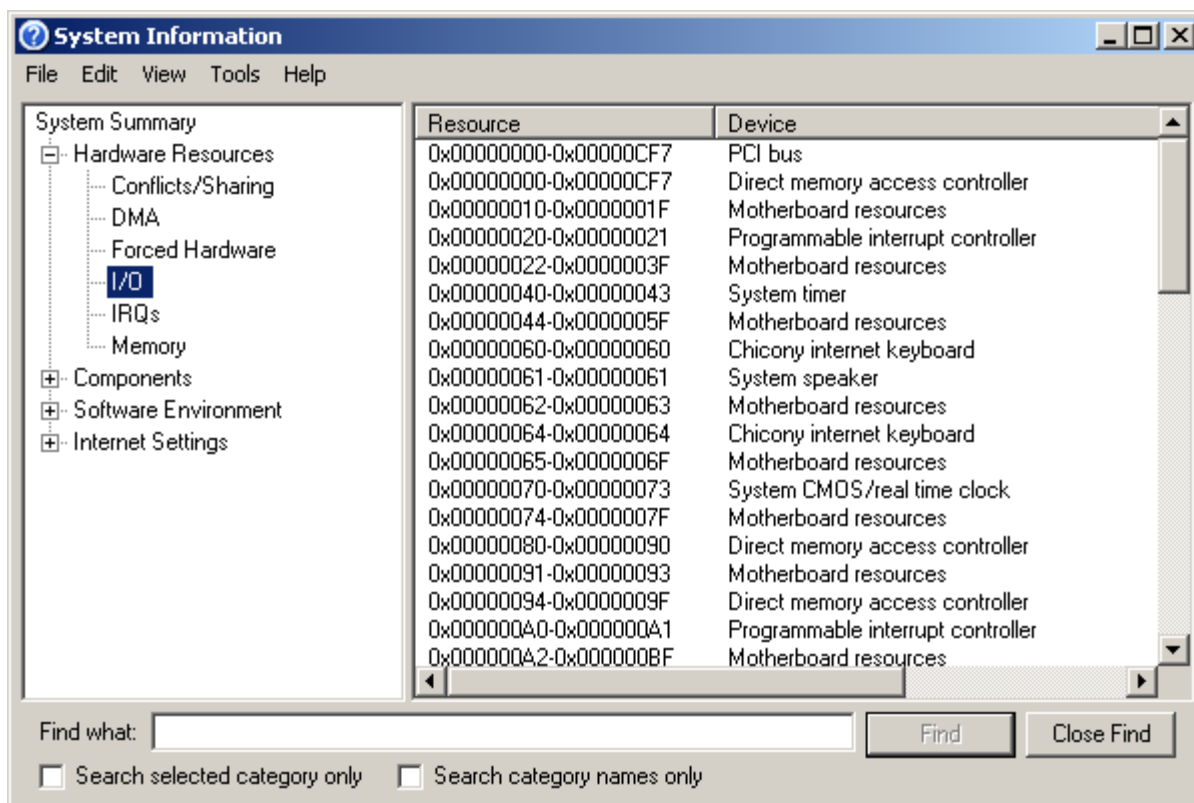 System Information
File Edit View Tools Help
System Summary
Hardware Resources
Conflicts/Sharing
DMA
Forced Hardware
I/O
IRQs
Memory
Components
Software Environment
Internet Settings
Resource Device
0x00000000-0x00000CF7 PCI bus
0x00000000-0x00000CF7 Direct memory access controller
0x00000010-0x0000001F Motherboard resources
0x00000020-0x00000021 Programmable interrupt controller
0x00000022-0x0000003F Motherboard resources
0x00000040-0x00000043 System timer
0x00000044-0x0000005F Motherboard resources
0x00000060-0x00000060 Chicony internet keyboard
0x00000061-0x00000061 System speaker
0x00000062-0x00000063 Motherboard resources
0x00000064-0x00000064 Chicony internet keyboard
0x00000065-0x0000006F Motherboard resources
0x00000070-0x00000073 System CMOS/real time clock
0x00000074-0x0000007F Motherboard resources
0x00000080-0x00000090 Direct memory access controller
0x00000091-0x00000093 Motherboard resources
0x00000094-0x0000009F Direct memory access controller
0x000000A0-0x000000A1 Programmable interrupt controller
0x000000A2-0x000000BF Motherboard resources
Find what: Find Close Find
Search selected category only Search category names only